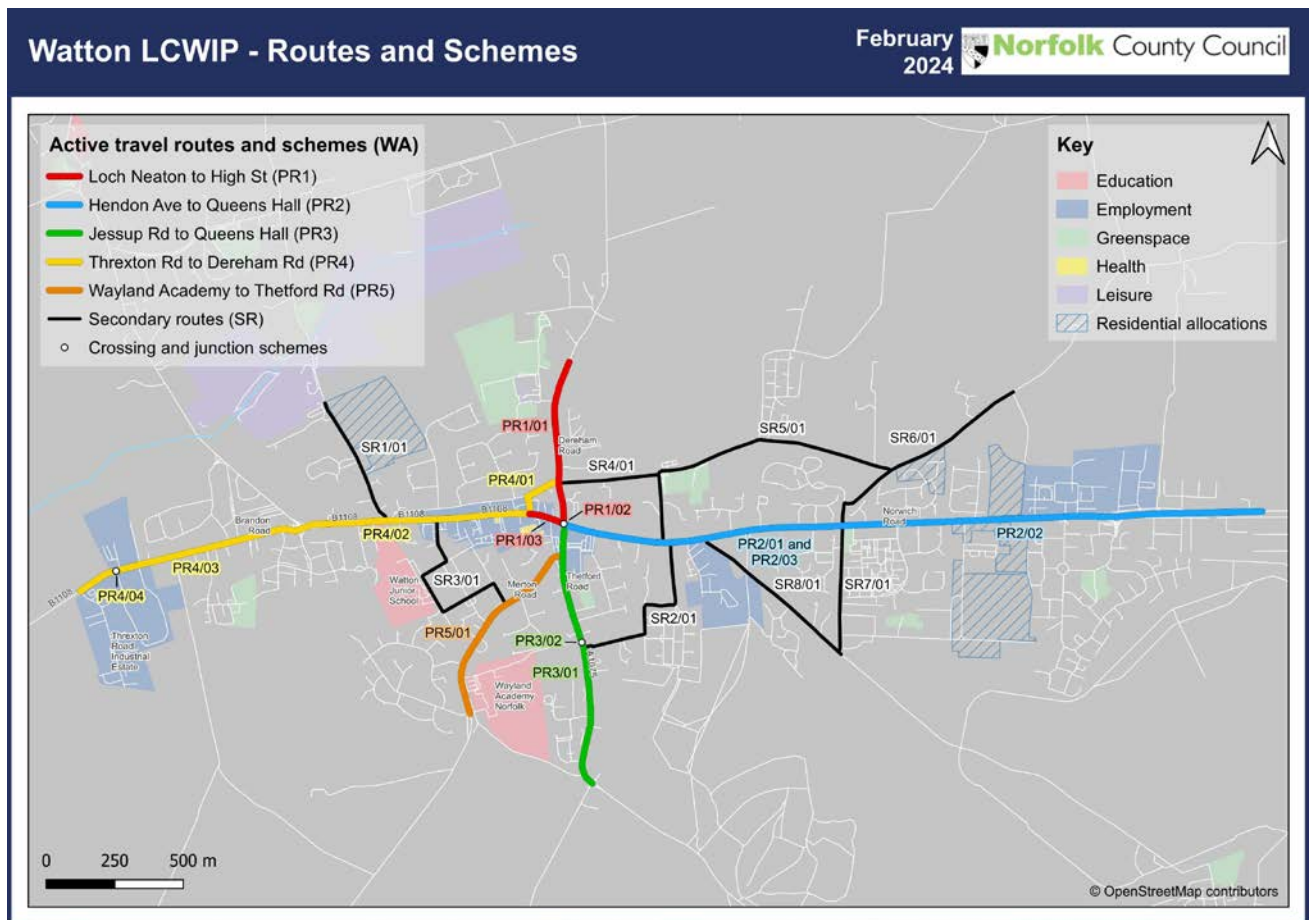 Watton LCWIP - Routes and Schemes
February
2024
Norfolk County Council
Active travel routes and schemes (WA)
Loch Neaton to High St (PR1)
Hendon Ave to Queens Hall (PR2)
Jessup Rd to Queens Hall (PR3)
Threxton Rd to Dereham Rd (PR4)
Wayland Academy to Thetford Rd (PR5)
Secondary routes (SR)
Crossing and junction schemes
Key
Education
Employment
Greenspace
Health
Leisure
Residential allocations
PR1/01
Dereham
Road
SR1/01
SR5/01
SR6/01
SR4/01
PR4/01
PR1/02
B1108
B1108
B1108
Brandon
Road
PR4/02
PR1/03
Norwich
Road
PR2/02
PR2/01 and
PR2/03
PR4/03
PR4/04
B1108
Watton
Junior
School
SR3/01
Merton
Road
Thetford
Road
SR8/01
SR7/01
SR2/01
Threxton
Road
Industrial
Estate
PR5/01
PR3/02
A1075
PR3/01
Wayland
Academy
Norfolk
0 250 500 m
© OpenStreetMap contributors